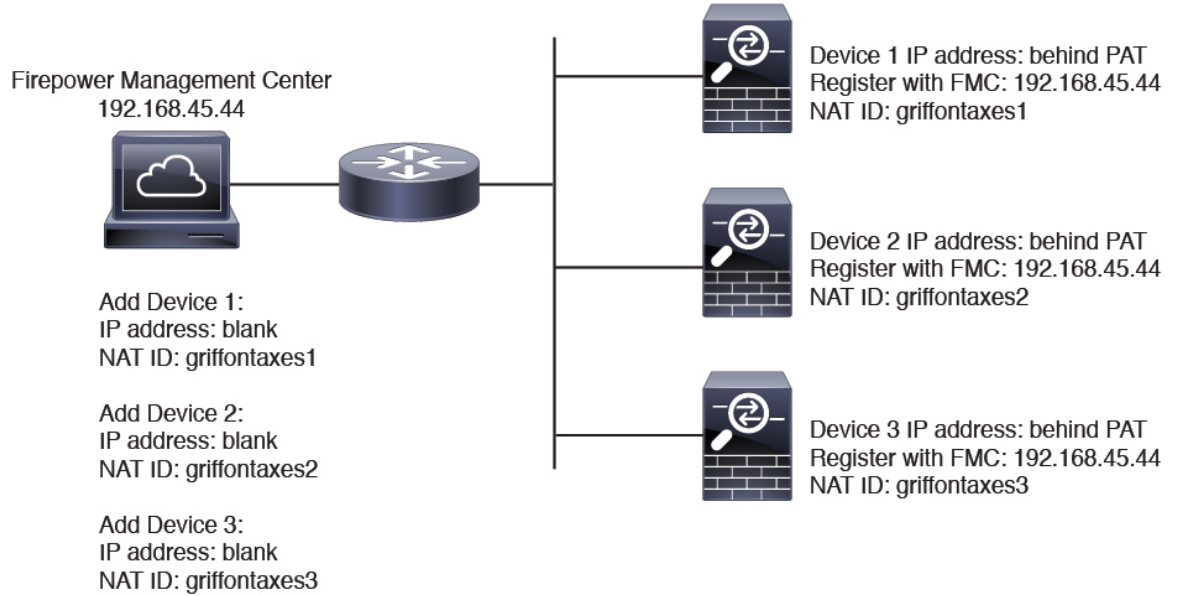 Firepower Management Center
192.168.45.44
Add Device 1:
IP address: blank
NAT ID: griffontaxes1
Add Device 2:
IP address: blank
NAT ID: griffontaxes2
Add Device 3:
IP address: blank
NAT ID: griffontaxes3
Device 1 IP address: behind PAT
Register with FMC: 192.168.45.44
NAT ID: griffontaxes1
Device 2 IP address: behind PAT
Register with FMC: 192.168.45.44
NAT ID: griffontaxes2
Device 3 IP address: behind PAT
Register with FMC: 192.168.45.44
NAT ID: griffontaxes3